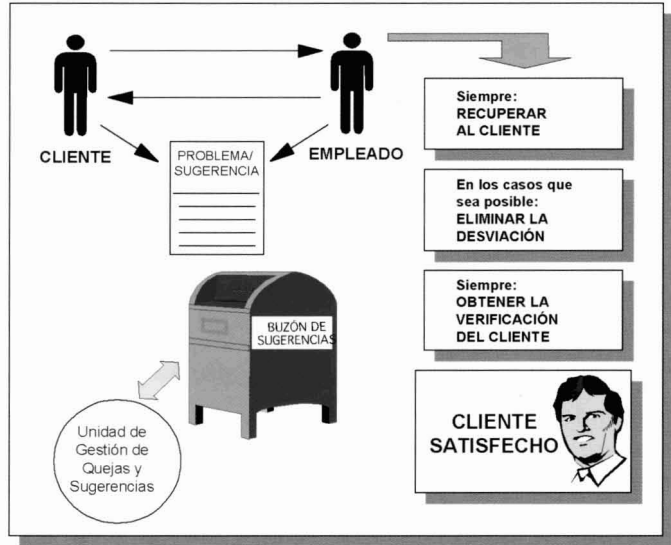 CLIENTE
EMPLEADO
PROBLEMA/
SUGERENCIA
BUZÓN DE
SUGERENCIAS
Unidad de
Gestión de
Quejas y
Sugerencias
Siempre:
RECUPERAR
AL CLIENTE
En los casos que
sea posible:
ELIMINAR LA
DESVIACIÓN
Siempre:
OBTENER LA
VERIFICACIÓN
DEL CLIENTE
CLIENTE
SATISFECHO